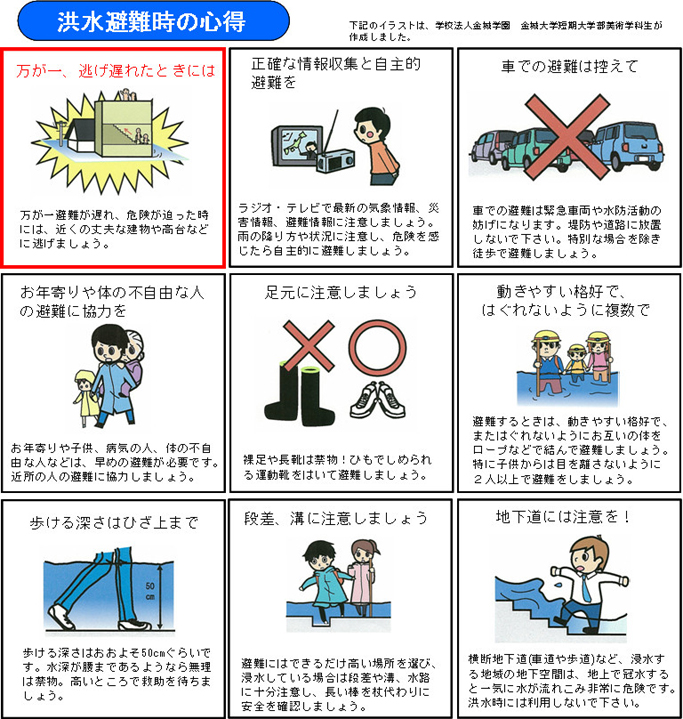 洪水避難時の心得
下記のイラストは、学校法人金城学園　金城大学短期大学部美術学科生が
作成しました。
万が一、逃げ遅れたときには
万が一避難が遅れ、危険が迫った時
には、近くの丈夫な建物や高台など
に逃げましょう。
正確な情報収集と自主的
避難を
ラジオ・テレビで最新の気象情報、災
害情報、避難情報に注意しましょう。
雨の降り方や状況に注意し、危険を感
じたら自主的に避難しましょう。
車での避難は控えて
車での避難は緊急車両や水防活動の
妨げになります。堤防や道路に放置
しないで下さい。特別な場合を除き
徒歩で避難しましょう。
お年寄りや体の不自由な人
の避難に協力を
お年寄りや子供、病気の人、体の不自
由な人などは、早めの避難が必要です。
近所の人の避難に協力しましょう。
足元に注意しましょう
裸足や長靴は禁物！ひもでしめられ
る運動靴をはいて避難しましょう。
動きやすい格好で、
はぐれないように複数で
避難するときは、動きやすい格好で、
またはぐれないようにお互いの体を
ロープなどで結んで避難しましょう。
特に子供からは目を離さないように
２人以上で避難をしましょう。
歩ける深さはひざ上まで
50
cm
歩ける深さはおおよそ50cmぐらいで
す。水深が腰まであるようなら無理
は禁物。高いところで救助を待ちま
しょう。
段差、溝に注意しましょう
避難にはできるだけ高い場所を選び、
浸水している場合は段差や溝、水路
に十分注意し、長い棒を杖代わりに
安全を確認しましょう。
地下道には注意を！
横断地下道(車道や歩道)など、浸水す
る地域の地下空間は、地上で冠水する
と一気に水が流れこみ非常に危険です。
洪水時には利用しないで下さい。